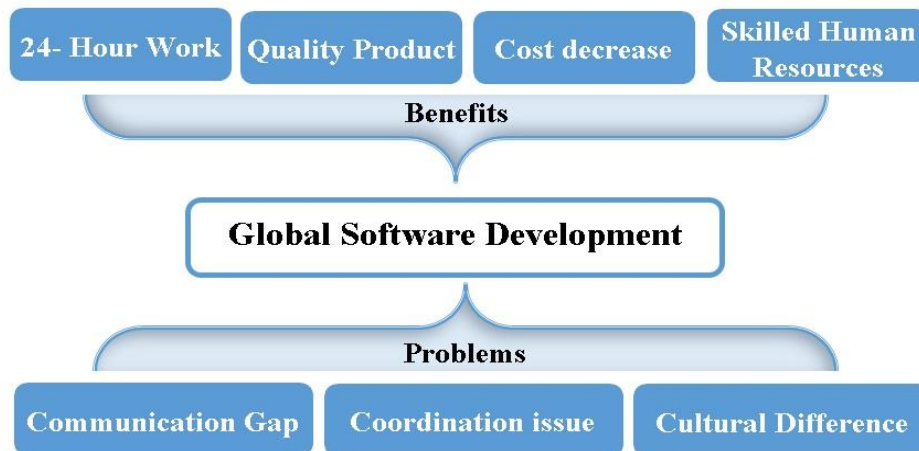 24- Hour Work
Quality Product
Cost decrease
Skilled Human
Resources
Benefits
Global Software Development
Problems
Communication Gap
Coordination issue
Cultural Difference